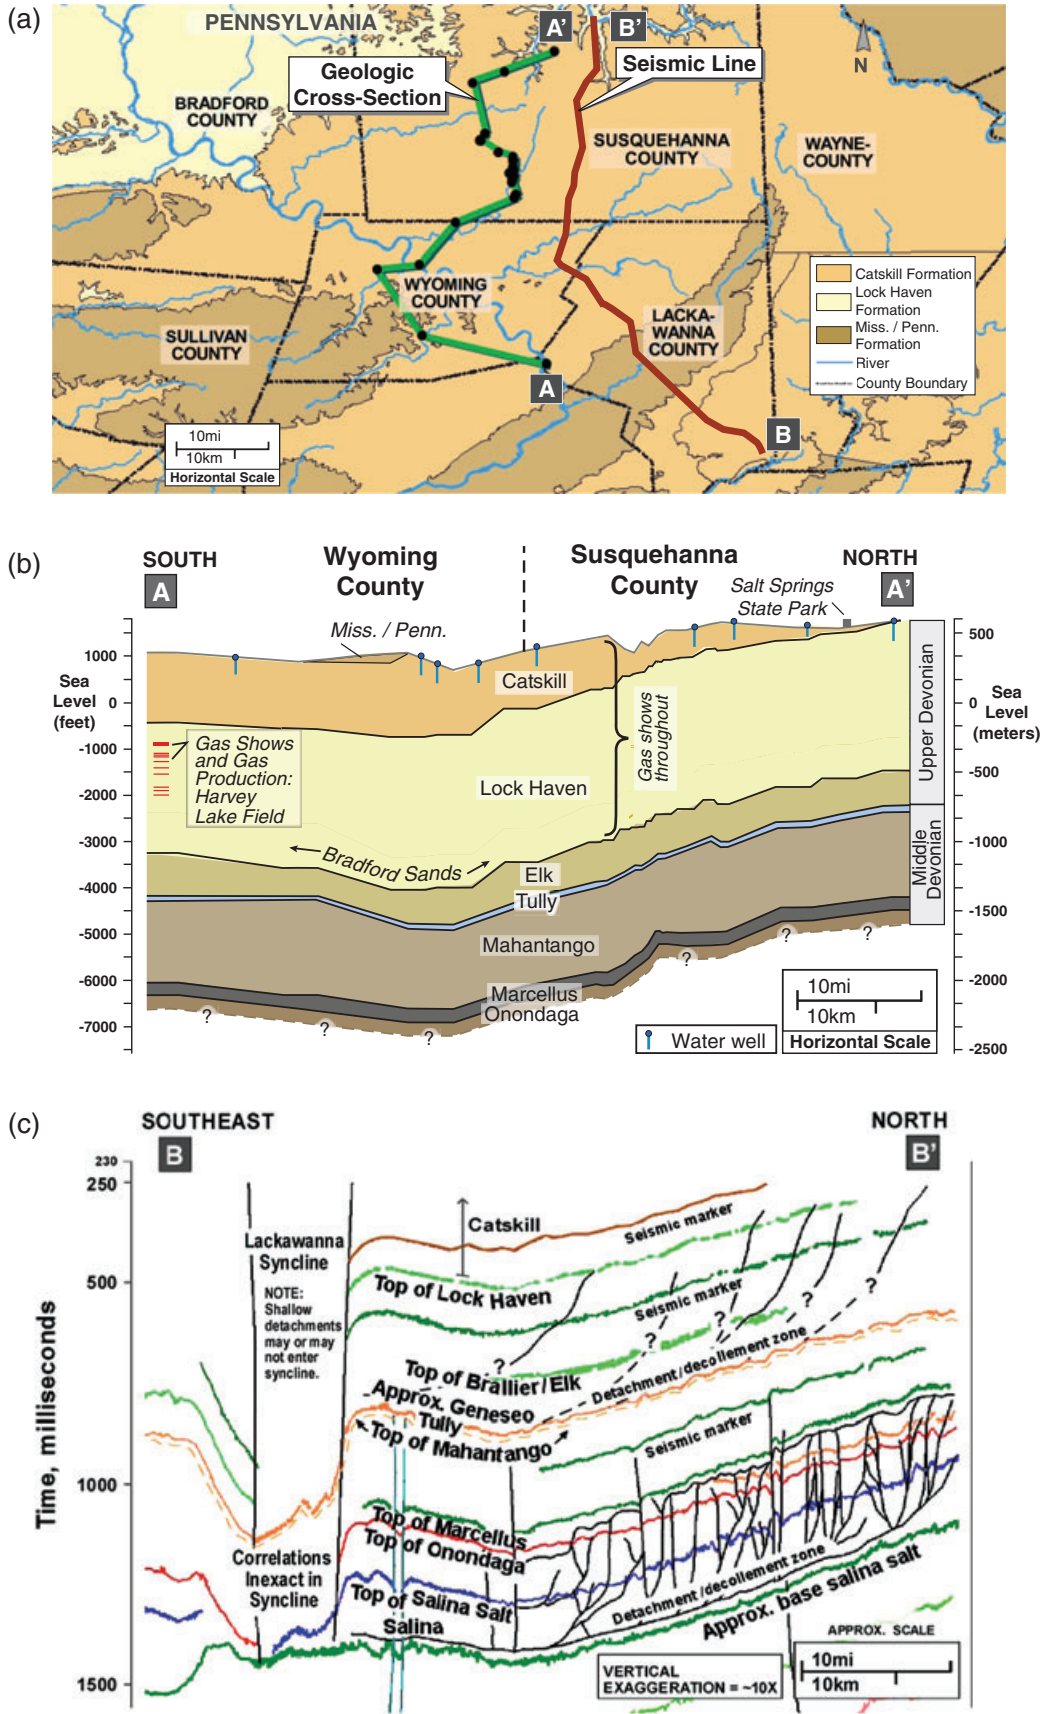 (a)
PENNSYLVANIA
A'
B'
Geologic
Cross-Section
Seismic Line
N
BRADFORD
COUNTY
SUSQUEHANNA
COUNTY
WAYNE-
COUNTY
WYOMING
COUNTY
SULLIVAN
COUNTY
LACKA-
WANNA
COUNTY
A
B
Catskill Formation
Lock Haven
Formation
Miss. / Penn.
Formation
River
County Boundary
10mi
10km
Horizontal Scale
(b)
SOUTH
A
Wyoming
County
Susquehanna
County
NORTH
A'
Salt Springs
State Park
Miss. / Penn.
1000
Sea
Level
(feet)
0
-1000
-2000
-3000
-4000
-5000
-6000
-7000
500
0
Sea
Level
(meters)
-500
-1000
-1500
-2000
-2500
Upper Devonian
Middle
Devonian
Catskill
Gas shows
throughout
Gas Shows
and Gas
Production:
Harvey
Lake Field
Lock Haven
Bradford Sands
Elk
Tully
Mahantango
Marcellus
Onondaga
? ? ? ? ? ?
Water well
10mi
10km
Horizontal Scale
(c)
SOUTHEAST
B
NORTH
B'
Time, milliseconds
230
250
500
1000
1500
Lackawanna
Syncline
NOTE:
Shallow
detachments
may or may
not enter
syncline.
Catskill
Seismic marker
Top of Lock Haven
Seismic marker
? ? ? ? ?
Top of Brallier/Elk
Detachment/decollement zone
Approx. Geneseo
Tully
Top of Mahantango
Seismic marker
Top of Marcellus
Top of Onondaga
Correlations
Inexact in
Syncline
Top of Salina Salt
Salina
Detachment/decollement zone
Approx. base salina salt
VERTICAL
EXAGGERATION = ~10X
APPROX. SCALE
10mi
10km